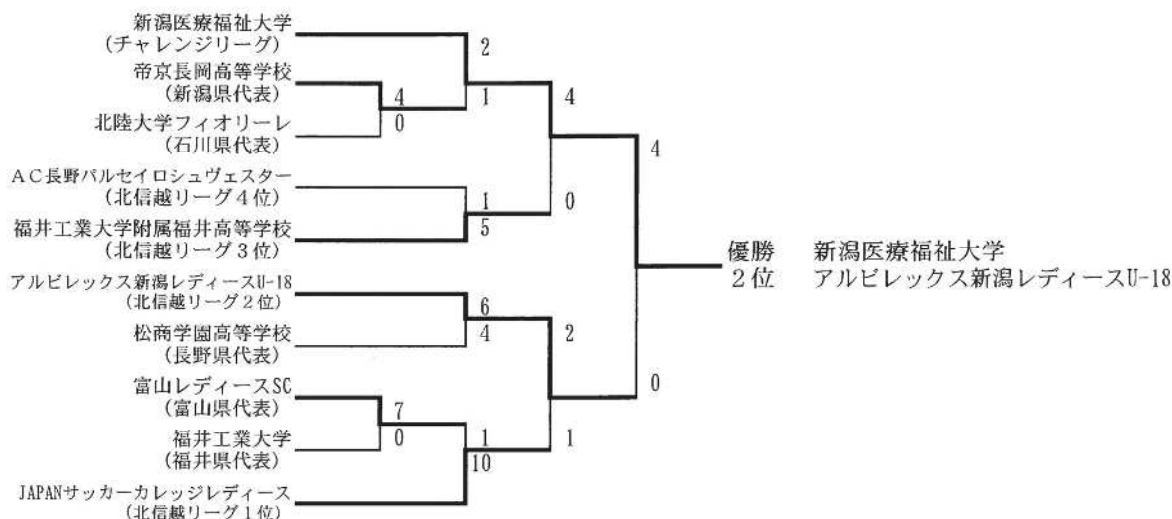 新潟医療福祉大学
(チャレンジリーグ)
2
帝京長岡高等学校
(新潟県代表)
4
1
4
0
北陸大学フィオリーレ
(石川県代表)
4
AC長野パルセイロシュヴェスター
(北信越リーグ4位)
1
0
福井工業大学附属福井高等学校
(北信越リーグ3位)
5
優勝 新潟医療福祉大学
2位 アルビレックス新潟レディースU-18
アルビレックス新潟レディースU-18
(北信越リーグ2位)
6
松商学園高等学校
(長野県代表)
4
2
富山レディースSC
(富山県代表)
0
7
福井工業大学
(福井県代表)
0
1
1
10
JAPANサッカーカレッジレディース
(北信越リーグ1位)